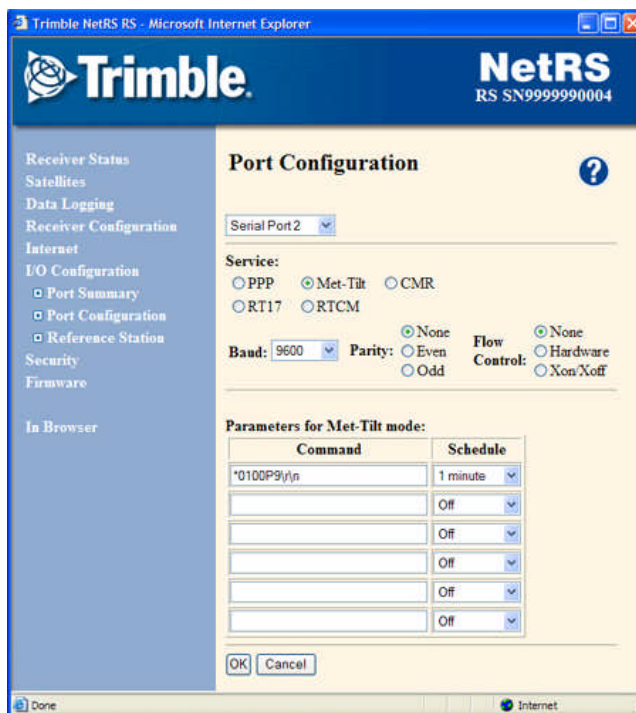 Trimble NetRS RS - Microsoft Internet Explorer
Trimble.
NetRS
RS SN9999990004
Receiver Status
Satellites
Data Logging
Receiver Configuration
Internet
I/O Configuration
Port Summary
Port Configuration
Reference Station
Security
Firmware
In Browser
Port Configuration
?
Serial Port 2
Service:
PPP Met-Tilt CMR
RT17 RTCM
Baud: 9600 Parity: None Even Odd Flow Control: None Hardware Xon/Xoff
Parameters for Met-Tilt mode:
Command Schedule
*0100P9\r\n 1 minute
Off
Off
Off
Off
Off
OK Cancel
Done Internet